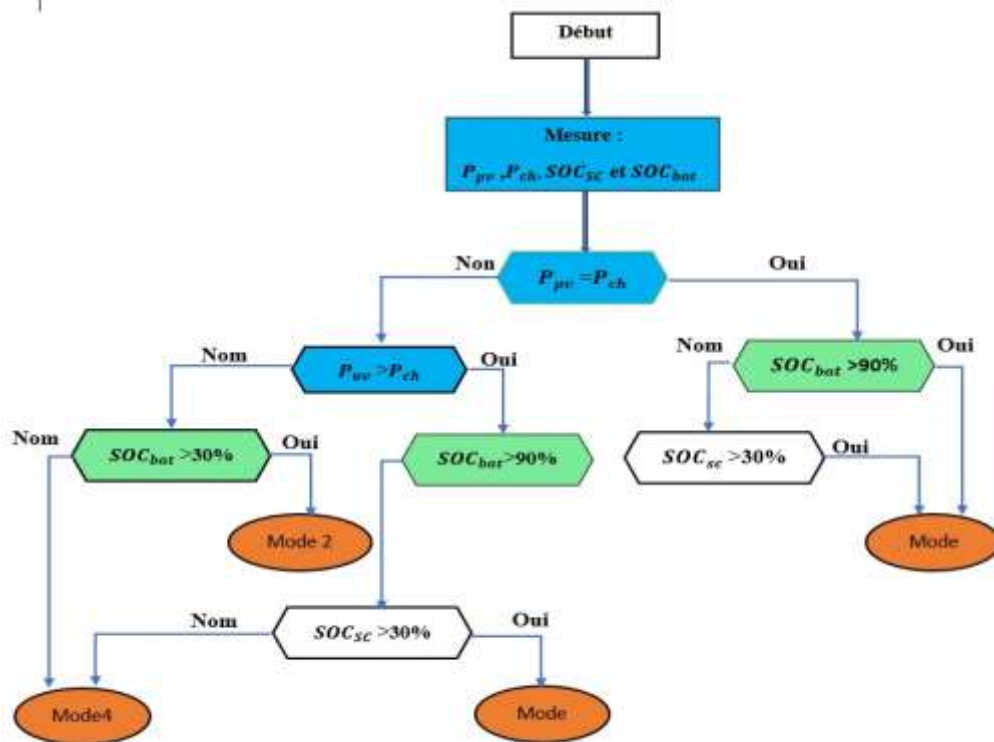 Début
Mesure :
P_pv ,P_ch. SOC_SC et SOC_bat
Non
Oui
P_pv =P_ch
Nom
Oui
Nom
Oui
P_uv >P_ch
SOC_bat >90%
Nom
Oui
SOC_bat >30%
SOC_bat>90%
SOC_sc >30%
Oui
Mode 2
Mode
Nom
Oui
SOC_SC >30%
Mode4
Mode